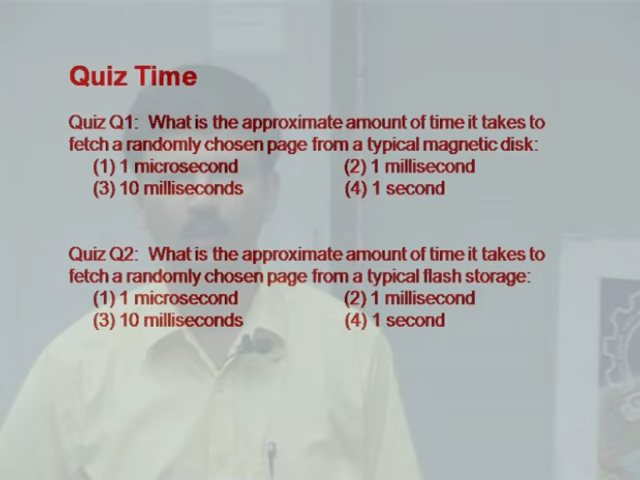 Quiz Time
Quiz Q1: What is the approximate amount of time it takes to
fetch a randomly chosen page from a typical magnetic disk:
(1) 1 microsecond (2) 1 millisecond
(3) 10 milliseconds (4) 1 second
Quiz Q2: What is the approximate amount of time it takes to
fetch a randomly chosen page from a typical flash storage:
(1) 1 microsecond (2) 1 millisecond
(3) 10 milliseconds (4) 1 second